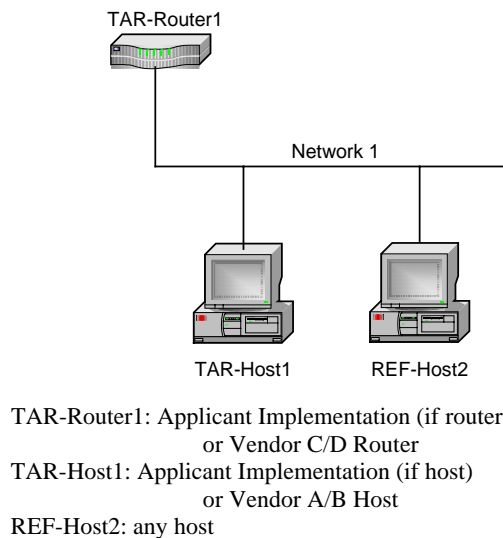 TAR-Router1
Network 1
TAR-Host1
REF-Host2
TAR-Router1: Applicant Implementation (if router
or Vendor C/D Router
TAR-Host1: Applicant Implementation (if host)
or Vendor A/B Host
REF-Host2: any host